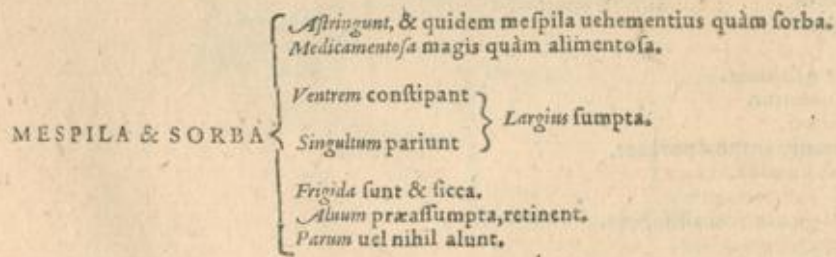 Aſtringunt, & quidem meſpila uehementius quàm ſorba.
Medicamentoſa magis quàm alimentoſa.
Ventrem conſtipant
Largius ſumpta.
MESPILA & SORBA
Singultum pariunt
Frigida ſunt & ſicca.
Aluum præaſſumpta, retinent.
Parum uel nihil alunt.